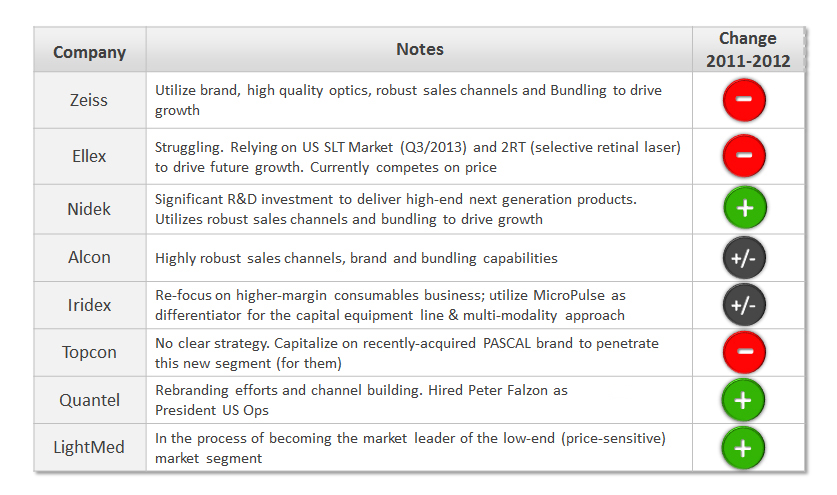 Company
Notes
Change
2011-2012
Zeiss
Utilize brand, high quality optics, robust sales channels and Bundling to drive
growth
-
Ellex
Struggling. Relying on US SLT Market (Q3/2013) and 2RT (selective retinal laser)
to drive future growth. Currently competes on price
-
Nidek
Significant R&D investment to deliver high-end next generation products.
Utilizes robust sales channels and bundling to drive growth
+
Alcon
Highly robust sales channels, brand and bundling capabilities
+/-
Iridex
Re-focus on higher-margin consumables business; utilize MicroPulse as
differentiator for the capital equipment line & multi-modality approach
+/-
Topcon
No clear strategy. Capitalize on recently-acquired PASCAL brand to penetrate
this new segment (for them)
-
Quantel
Rebranding efforts and channel building. Hired Peter Falzon as
President US Ops
+
LightMed
In the process of becoming the market leader of the low-end (price-sensitive)
market segment
+